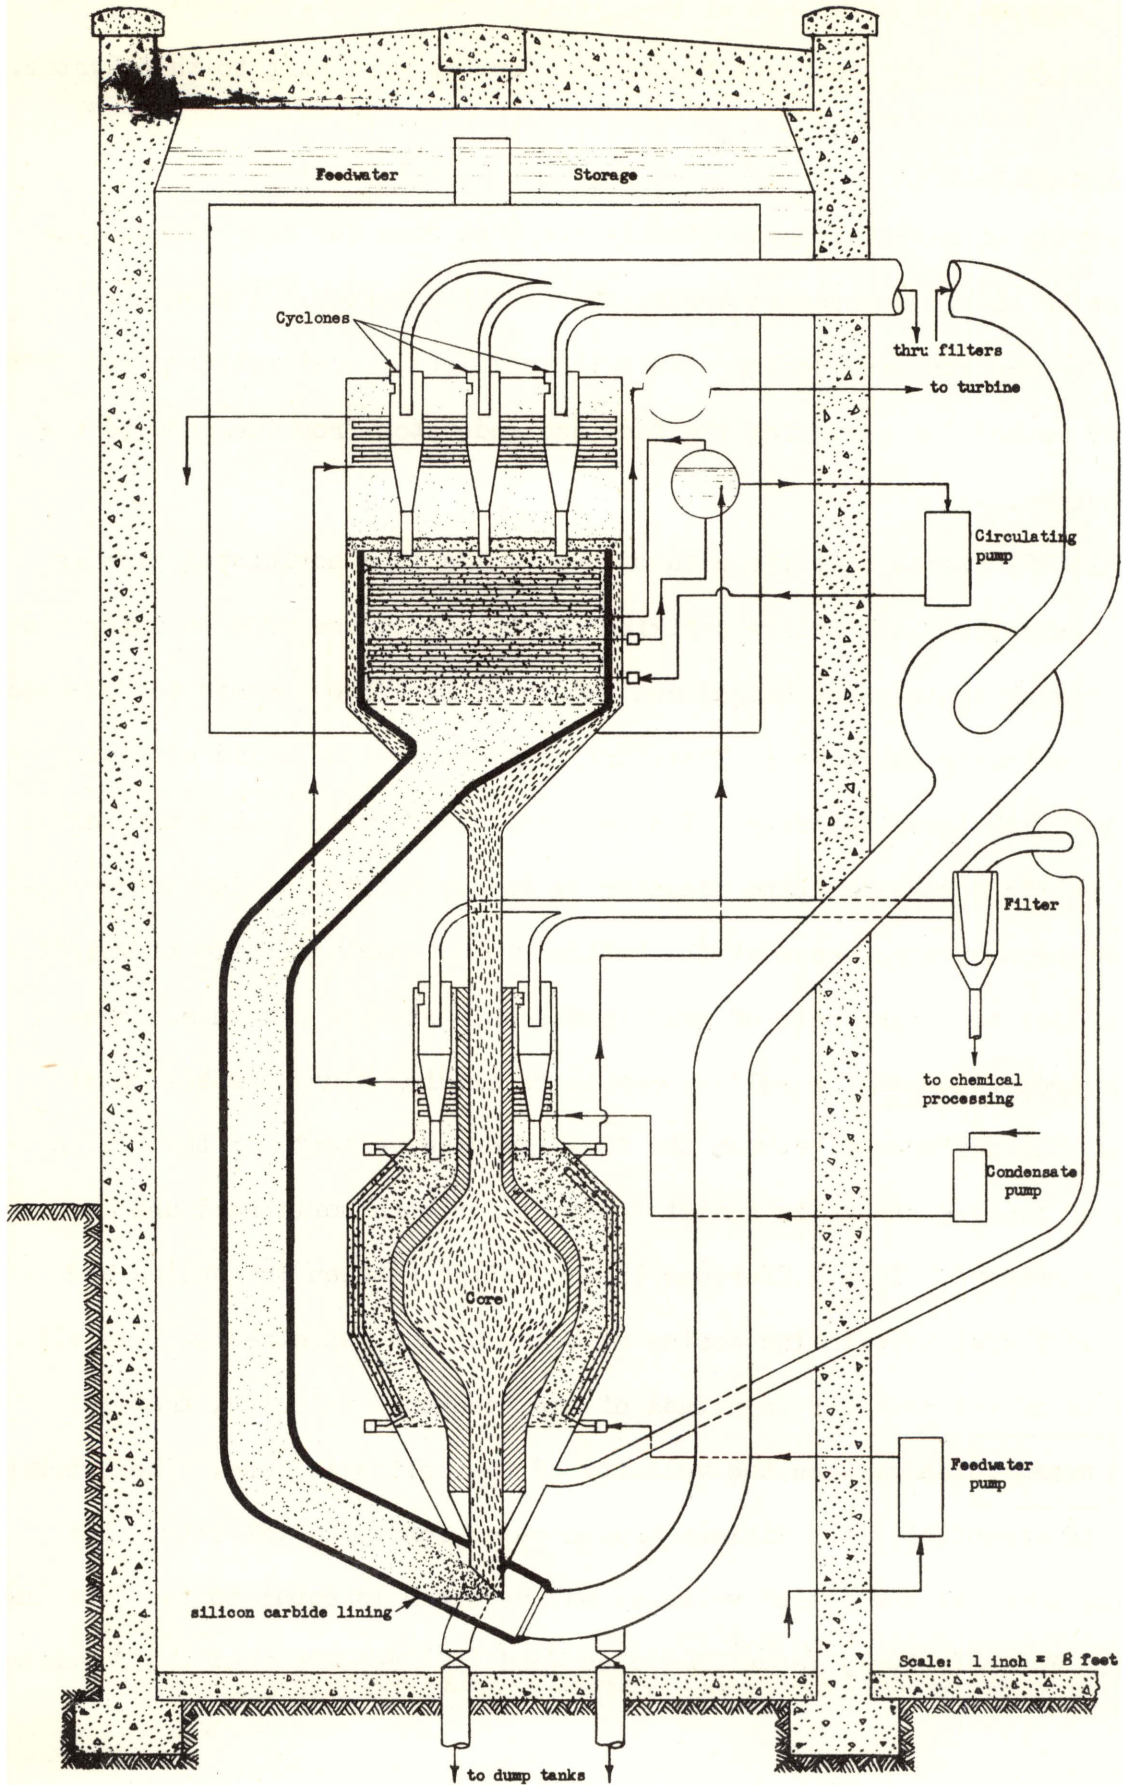 Feedwater Storage
Cyclones
thru filters
to turbine
Circulating
pump
Filter
to chemical
processing
Condensate
pump
Core
Feedwater
pump
silicon carbide lining
Scale: 1 inch = 8 feet
to dump tanks